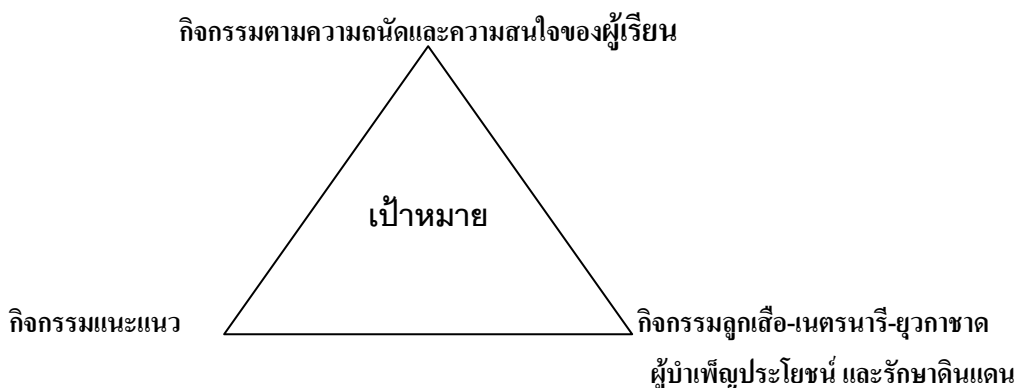 กิจกรรมตามความถนัดและความสนใจของผู้เรียน
เป้าหมาย
กิจกรรมแนะแนว
กิจกรรมลูกเสือ-เนตรนารี-ยุวกาชาด
ผู้บำเพ็ญประโยชน์ และรักษาดินแดน